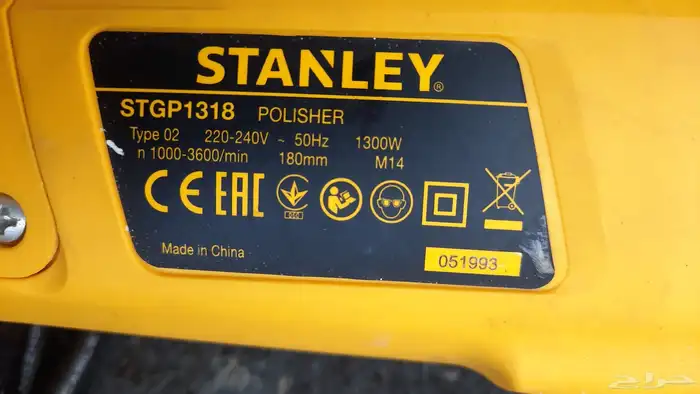 STANLEY®
STGP1318 POLISHER
Type 02 220-240V ~ 50Hz 1300W
n 1000-3600/min 180mm M14
CE EAC
Made in China
051993
حراج